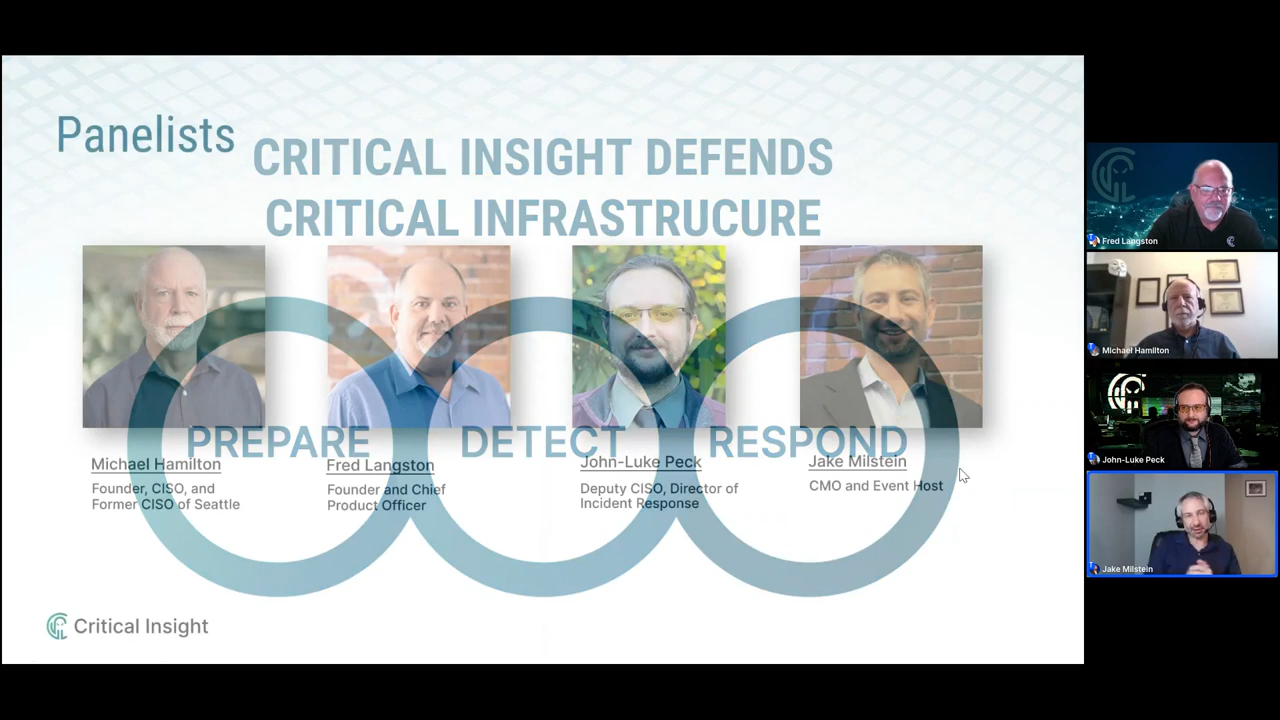 Panelists
CRITICAL INSIGHT DEFENDS
CRITICAL INFRASTRUCURE
PREPARE
DETECT
RESPOND
Michael Hamilton
Founder, CISO, and
Former CISO of Seattle
Fred Langston
Founder and Chief
Product Officer
John-Luke Peck
Deputy CISO, Director of
Incident Response
Jake Milstein
CMO and Event Host
Critical Insight
Fred Langston
Michael Hamilton
John-Luke Peck
Jake Milstein